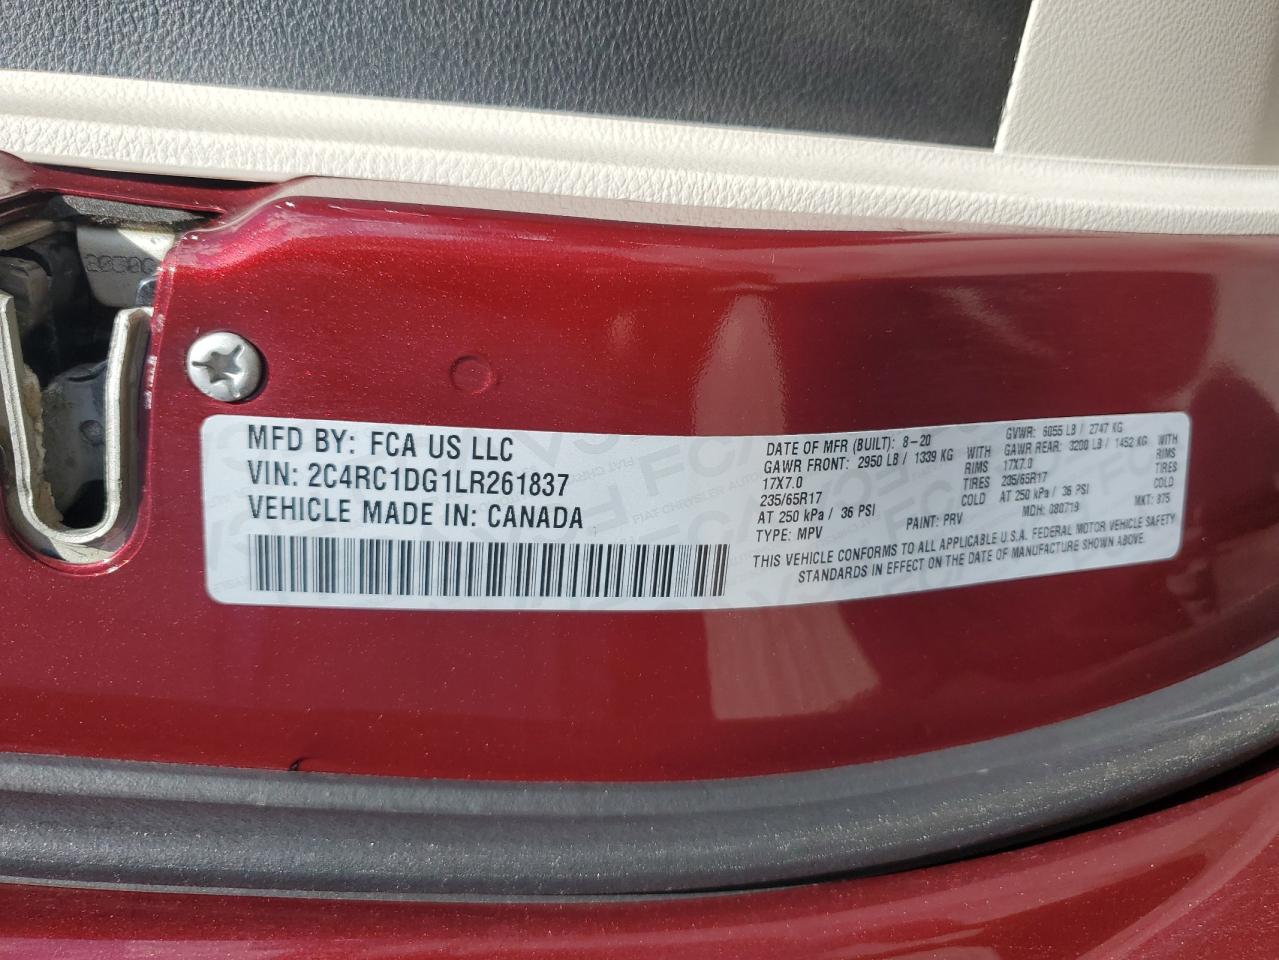 MFD BY: FCA US LLC
VIN: 2C4RC1DG1LR261837
VEHICLE MADE IN: CANADA
DATE OF MFR (BUILT): 8-20 GVWR: 6055 LB / 2747 KG
GAWR FRONT: 2950 LB / 1339 KG WITH GAWR REAR: 3200 LB / 1452 KG WITH
17X7.0 RIMS 17X7.0 RIMS
235/65R17 TIRES 235/65R17 TIRES
AT 250 kPa / 36 PSI COLD AT 250 kPa / 36 PSI COLD
TYPE: MPV PAINT: PRV MDH: 080719 MKT: 875
THIS VEHICLE CONFORMS TO ALL APPLICABLE U.S.A. FEDERAL MOTOR VEHICLE SAFETY
STANDARDS IN EFFECT ON THE DATE OF MANUFACTURE SHOWN ABOVE.